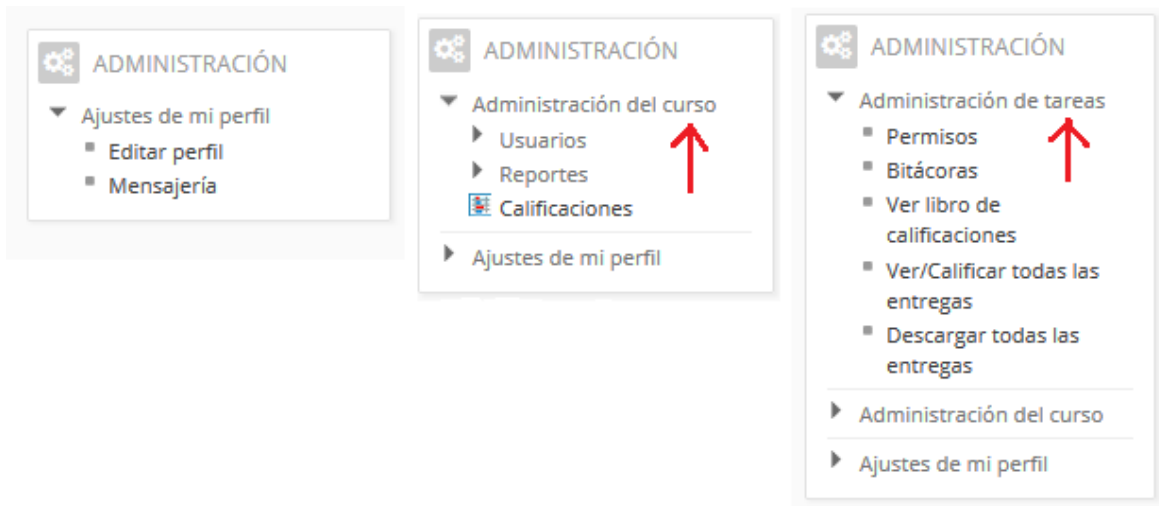 ADMINISTRACIÓN
Ajustes de mi perfil
Editar perfil
Mensajería
ADMINISTRACIÓN
Administración del curso
Usuarios
Reportes
Calificaciones
Ajustes de mi perfil
ADMINISTRACIÓN
Administración de tareas
Permisos
Bitácoras
Ver libro de
calificaciones
Ver/Calificar todas las
entregas
Descargar todas las
entregas
Administración del curso
Ajustes de mi perfil